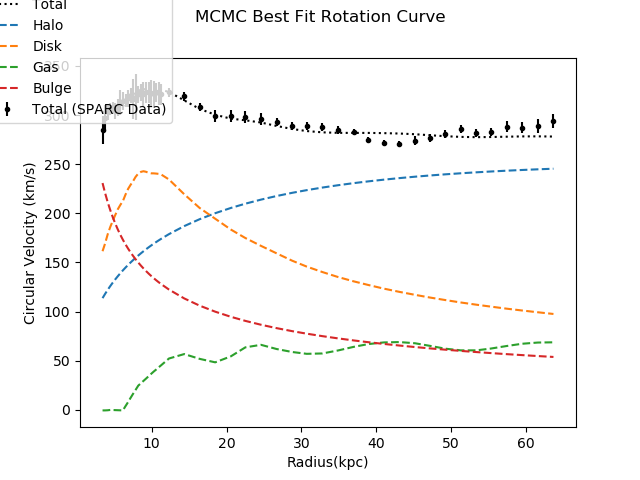 MCMC Best Fit Rotation Curve
Total
Halo
Disk
Gas
Bulge
Total (SPARC Data)
350
300
250
200
150
100
50
0
Circular Velocity (km/s)
10 20 30 40 50 60
Radius(kpc)